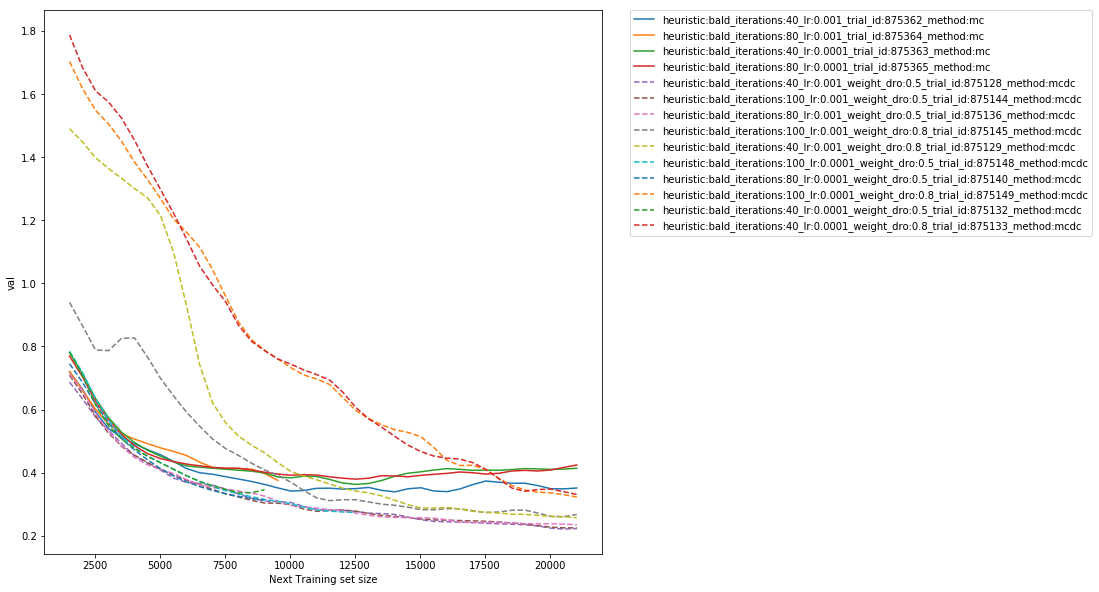 1.8
1.6
1.4
1.2
1.0
0.8
0.6
0.4
0.2
val
2500
5000
7500
10000
12500
15000
17500
20000
Next Training set size
heuristic:bald_iterations:40_lr:0.001_trial_id:875362_method:mc
heuristic:bald_iterations:80_lr:0.001_trial_id:875364_method:mc
heuristic:bald_iterations:40_lr:0.0001_trial_id:875363_method:mc
heuristic:bald_iterations:80_lr:0.0001_trial_id:875365_method:mc
heuristic:bald_iterations:40_lr:0.001_weight_dro:0.5_trial_id:875128_method:mcdc
heuristic:bald_iterations:100_lr:0.001_weight_dro:0.5_trial_id:875144_method:mcdc
heuristic:bald_iterations:80_lr:0.001_weight_dro:0.5_trial_id:875136_method:mcdc
heuristic:bald_iterations:100_lr:0.001_weight_dro:0.8_trial_id:875145_method:mcdc
heuristic:bald_iterations:40_lr:0.001_weight_dro:0.8_trial_id:875129_method:mcdc
heuristic:bald_iterations:100_lr:0.0001_weight_dro:0.5_trial_id:875148_method:mcdc
heuristic:bald_iterations:80_lr:0.0001_weight_dro:0.5_trial_id:875140_method:mcdc
heuristic:bald_iterations:100_lr:0.0001_weight_dro:0.8_trial_id:875149_method:mcdc
heuristic:bald_iterations:40_lr:0.0001_weight_dro:0.5_trial_id:875132_method:mcdc
heuristic:bald_iterations:40_lr:0.0001_weight_dro:0.8_trial_id:875133_method:mcdc